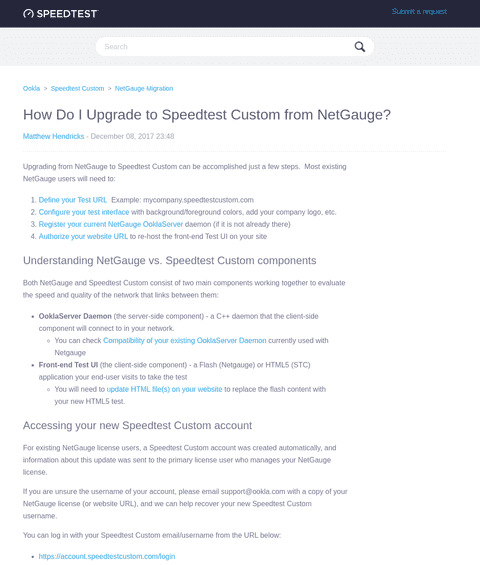 SPEEDTEST
Submit a request
Search
Ookla > Speedtest Custom > NetGauge Migration
How Do I Upgrade to Speedtest Custom from NetGauge?
Matthew Hendricks - December 08, 2017 23:48
Upgrading from NetGauge to Speedtest Custom can be accomplished just a few steps.  Most existing
NetGauge users will need to:
1. Define your Test URL  Example: mycompany.speedtestcustom.com
2. Configure your test interface with background/foreground colors, add your company logo, etc.
3. Register your current NetGauge OoklaServer daemon (if it is not already there)
4. Authorize your website URL to re-host the front-end Test UI on your site
Understanding NetGauge vs. Speedtest Custom components
Both NetGauge and Speedtest Custom consist of two main components working together to evaluate
the speed and quality of the network that links between them:
• OoklaServer Daemon (the server-side component) - a C++ daemon that the client-side
component will connect to in your network.
◦ You can check Compatibility of your existing OoklaServer Daemon currently used with
Netgauge
• Front-end Test UI (the client-side component) - a Flash (Netgauge) or HTML5 (STC)
application your end-user visits to take the test
◦ You will need to update HTML file(s) on your website to replace the flash content with
your new HTML5 test.
Accessing your new Speedtest Custom account
For existing NetGauge license users, a Speedtest Custom account was created automatically, and
information about this update was sent to the primary license user who manages your NetGauge
license.
If you are unsure the username of your account, please email support@ookla.com with a copy of your
NetGauge license (or website URL), and we can help recover your new Speedtest Custom
username.
You can log in with your Speedtest Custom email/username from the URL below:
• https://account.speedtestcustom.com/login